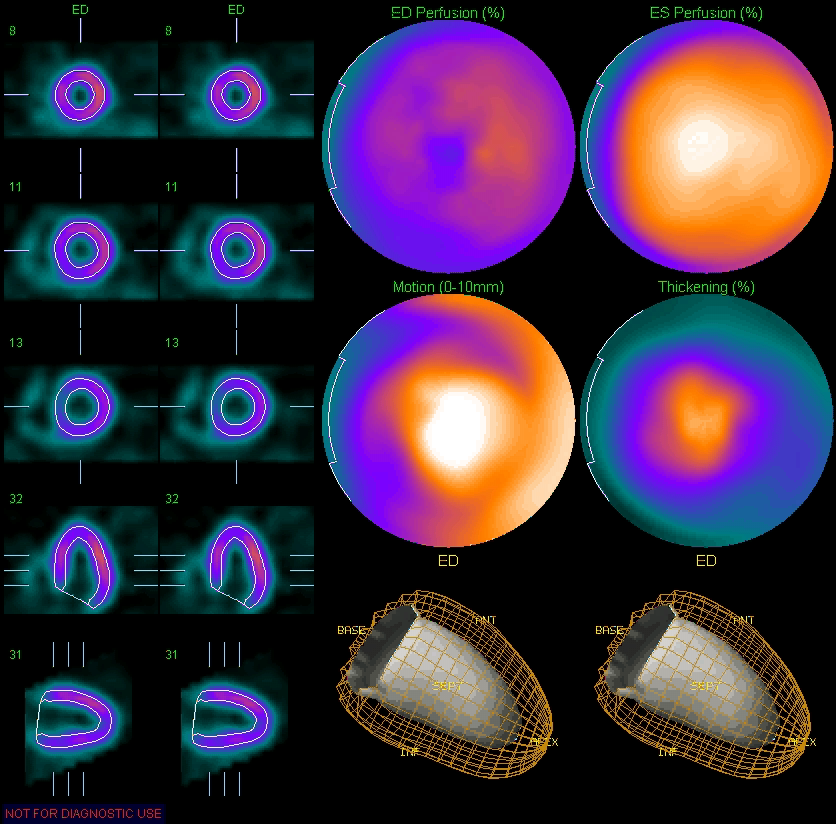 ED
ED
ED Perfusion (%)
ES Perfusion (%)
8
8
11
11
13
13
Motion (0-10mm)
Thickening (%)
32
32
ED
ED
BASE
ANT
SEPT
INF
APEX
BASE
ANT
SEPT
INF
APEX
31
31
NOT FOR DIAGNOSTIC USE